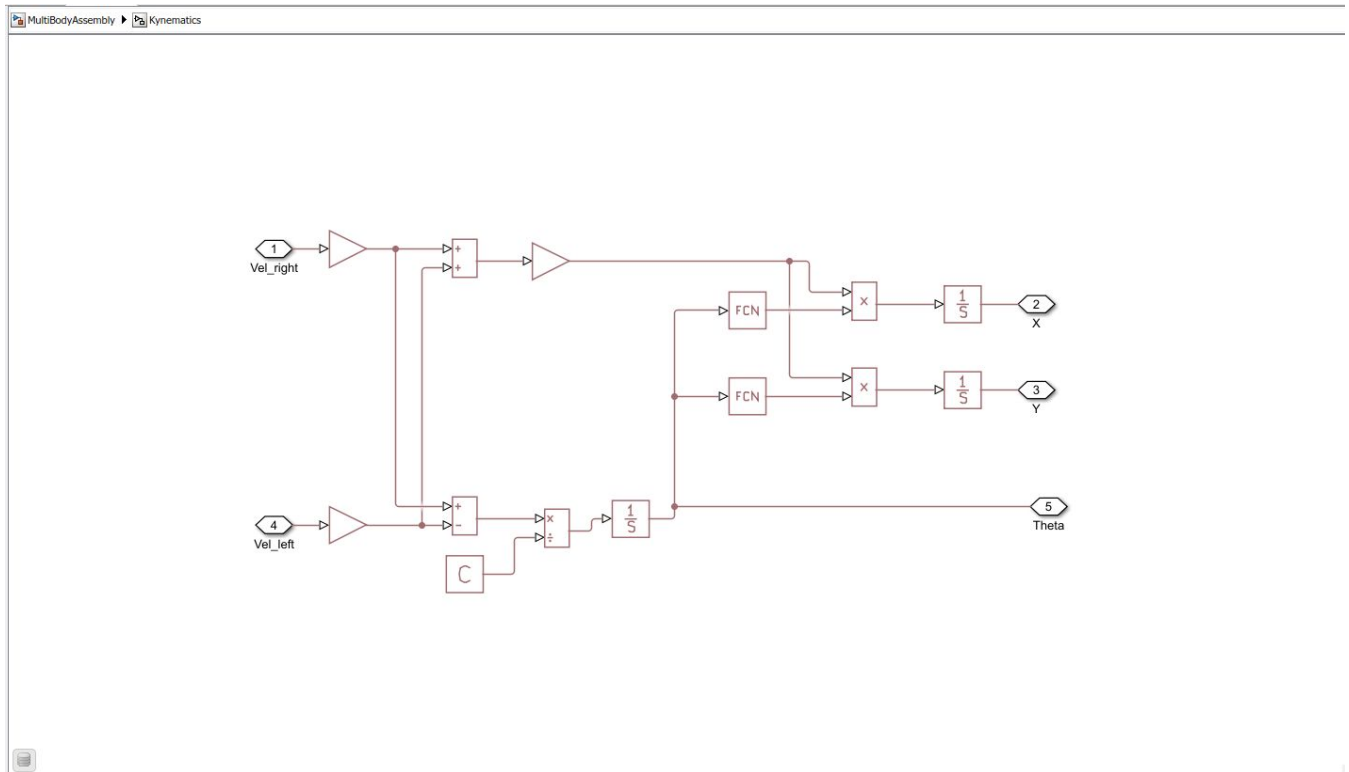 MultiBodyAssembly Kynematics
1
Vel_right
+
+
FCN
×
1
S
2
X
FCN
×
1
S
3
Y
4
Vel_left
+
−
C
×
÷
1
S
5
Theta